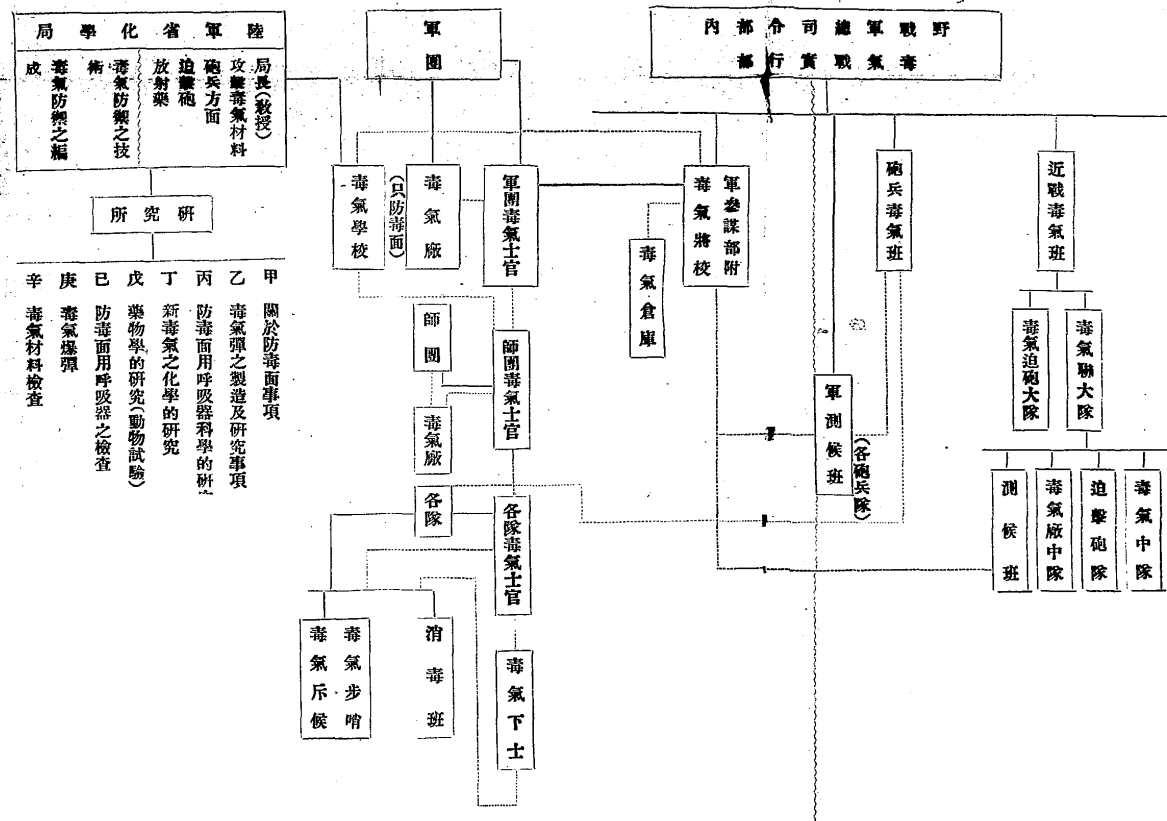 野戰軍總司令部內
毒氣戰實行部
近戰毒氣班
毒氣聯大隊
毒氣迫砲大隊
毒氣中隊
迫擊砲隊
毒氣廠中隊
測候班
砲兵毒氣班
軍測候班
(各砲兵隊)
軍參謀部附
毒氣將校
毒氣倉庫
軍團
軍團毒氣士官
毒氣廠
(只防毒面)
毒氣學校
師團毒氣士官
師團
毒氣廠
各隊毒氣士官
各隊
毒氣下士
消毒班
毒氣步哨
毒氣斥候
陸軍省化學局
局長(教授)
攻擊毒氣材料
砲兵方面
迫擊砲
放射藥
毒氣防禦之技
術
毒氣防禦之編
成
研究所
甲 關於防毒面事項
乙 毒氣彈之製造及研究事項
丙 防毒面用呼吸器科學的研
丁 新毒氣之化學的研究
戊 藥物學的研究(動物試驗)
巳 防毒面用呼吸器之檢查
庚 毒氣爆彈
辛 毒氣材料檢查